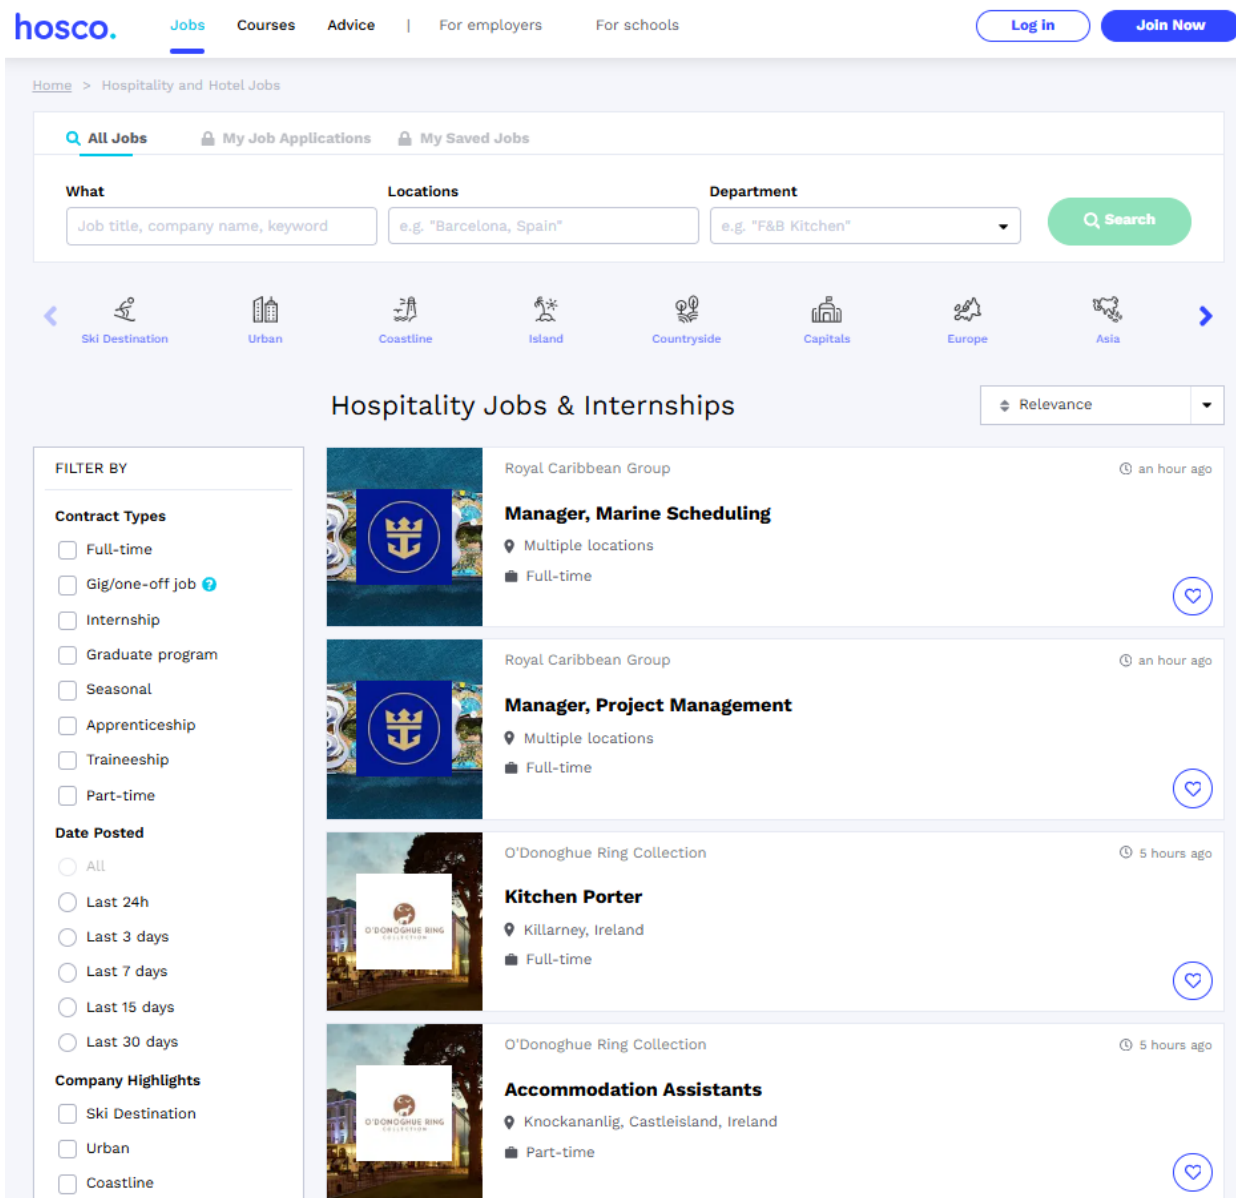 hosco.
Jobs
Courses
Advice
|
For employers
For schools
Log in
Join Now
Home > Hospitality and Hotel Jobs
All Jobs
My Job Applications
My Saved Jobs
What
Locations
Department
Job title, company name, keyword
e.g. "Barcelona, Spain"
e.g. "F&B Kitchen"
Search
Ski Destination
Urban
Coastline
Island
Countryside
Capitals
Europe
Asia
Hospitality Jobs & Internships
Relevance
FILTER BY
Contract Types
Full-time
Gig/one-off job ?
Internship
Graduate program
Seasonal
Apprenticeship
Traineeship
Part-time
Date Posted
All
Last 24h
Last 3 days
Last 7 days
Last 15 days
Last 30 days
Company Highlights
Ski Destination
Urban
Coastline
Royal Caribbean Group
an hour ago
Manager, Marine Scheduling
Multiple locations
Full-time
Royal Caribbean Group
an hour ago
Manager, Project Management
Multiple locations
Full-time
O'DONOGHUE RING
COLLECTION
O'Donoghue Ring Collection
5 hours ago
Kitchen Porter
Killarney, Ireland
Full-time
O'DONOGHUE RING
COLLECTION
O'Donoghue Ring Collection
5 hours ago
Accommodation Assistants
Knockananlig, Castleisland, Ireland
Part-time